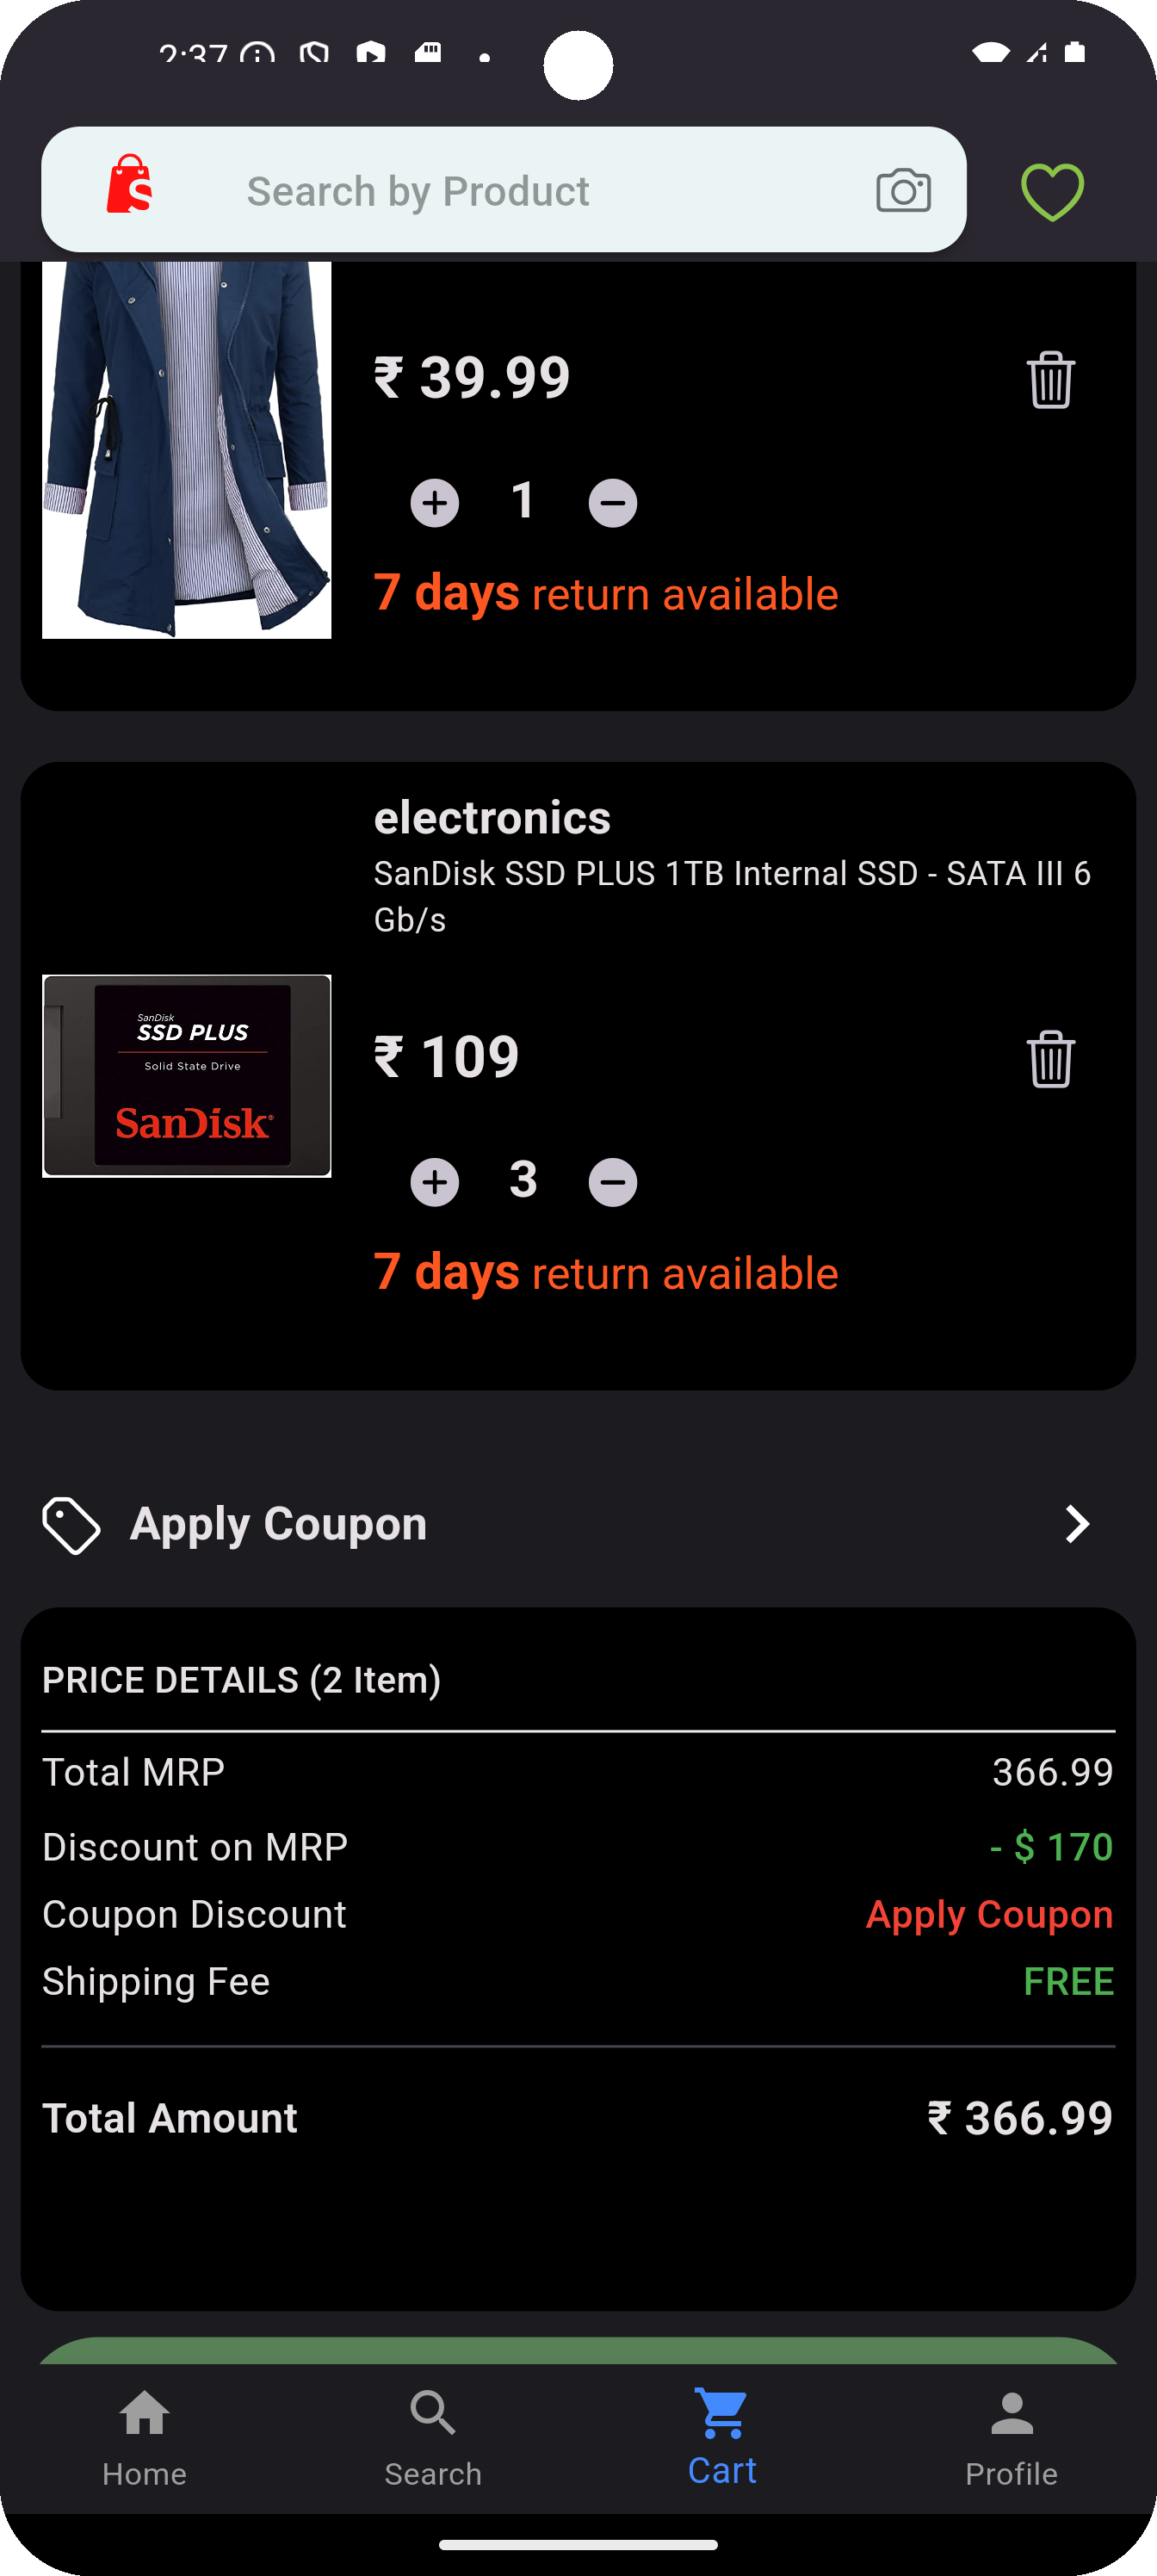 2:37
Search by Product
₹ 39.99
1
7 days return available
electronics
SanDisk SSD PLUS 1TB Internal SSD - SATA III 6
Gb/s
SanDisk
SSD PLUS
Solid State Drive
SanDisk®
₹ 109
3
7 days return available
Apply Coupon
PRICE DETAILS (2 Item)
Total MRP 366.99
Discount on MRP - $ 170
Coupon Discount Apply Coupon
Shipping Fee FREE
Total Amount ₹ 366.99
Home Search Cart Profile